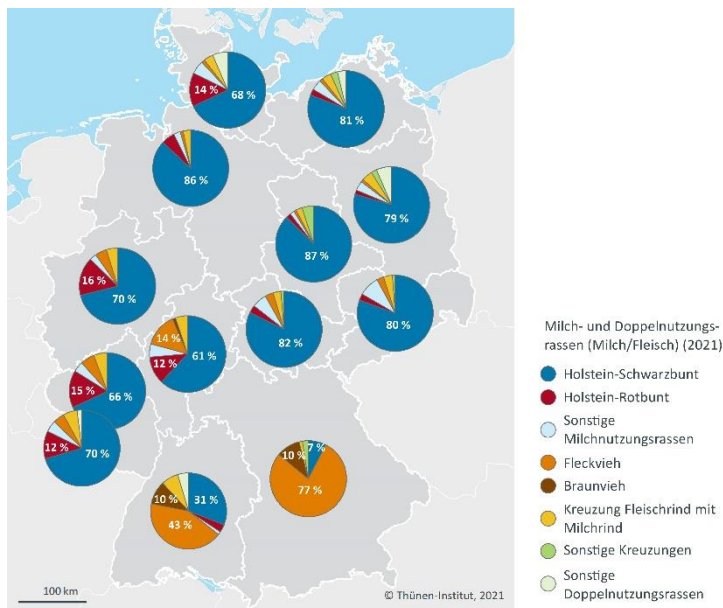 68 %
14 %
81 %
86 %
79 %
87 %
16 %
70 %
80 %
82 %
14 %
61 %
12 %
15 %
66 %
12 %
70 %
7 %
10 %
77 %
31 %
10 %
43 %
100 km
© Thünen-Institut, 2021
Milch- und Doppelnutzungs-
rassen (Milch/Fleisch) (2021)
Holstein-Schwarzbunt
Holstein-Rotbunt
Sonstige
Milchnutzungsrassen
Fleckvieh
Braunvieh
Kreuzung Fleischrind mit
Milchrind
Sonstige Kreuzungen
Sonstige
Doppelnutzungsrassen